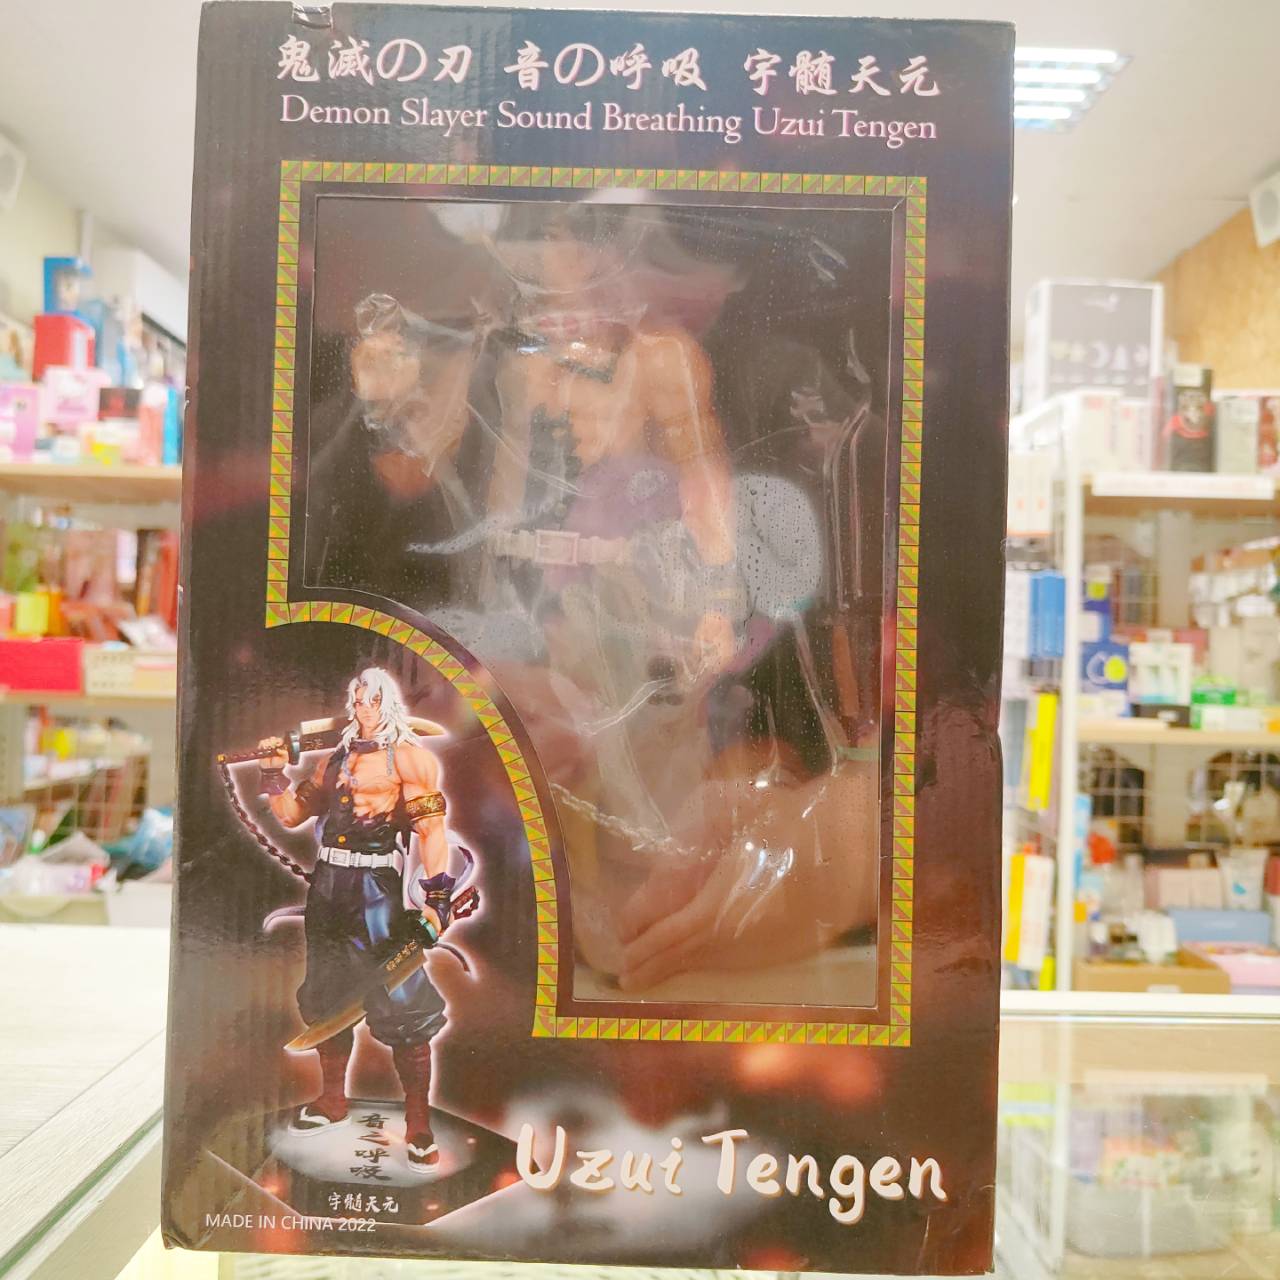 鬼滅の刃 音の呼吸 宇髄天元
Demon Slayer Sound Breathing Uzui Tengen
音之呼吸
宇髄天元
Uzui Tengen
MADE IN CHINA 2022